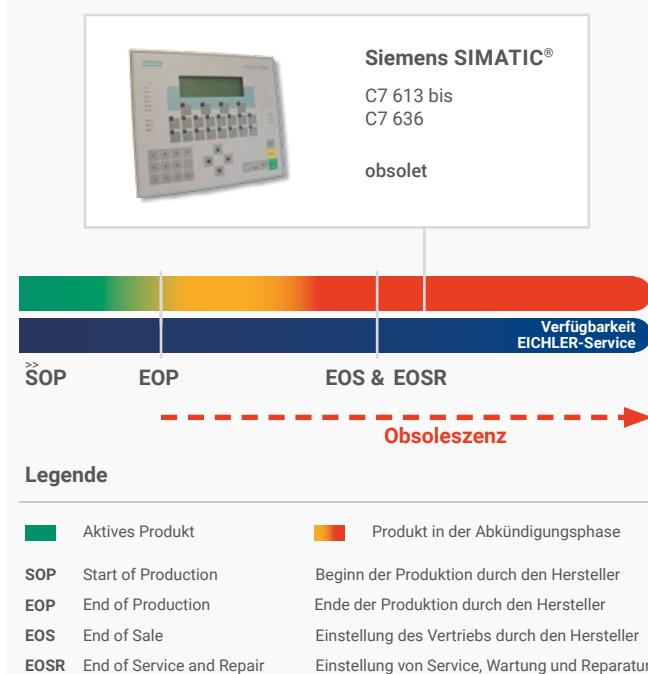 Siemens SIMATIC®
C7 613 bis
C7 636
obsolet
Verfügbarkeit
EICHLER-Service
>>
SOP EOP EOS & EOSR
Obsoleszenz
Legende
Aktives Produkt Produkt in der Abkündigungsphase
SOP Start of Production Beginn der Produktion durch den Hersteller
EOP End of Production Ende der Produktion durch den Hersteller
EOS End of Sale Einstellung des Vertriebs durch den Hersteller
EOSR End of Service and Repair Einstellung von Service, Wartung und Reparatur